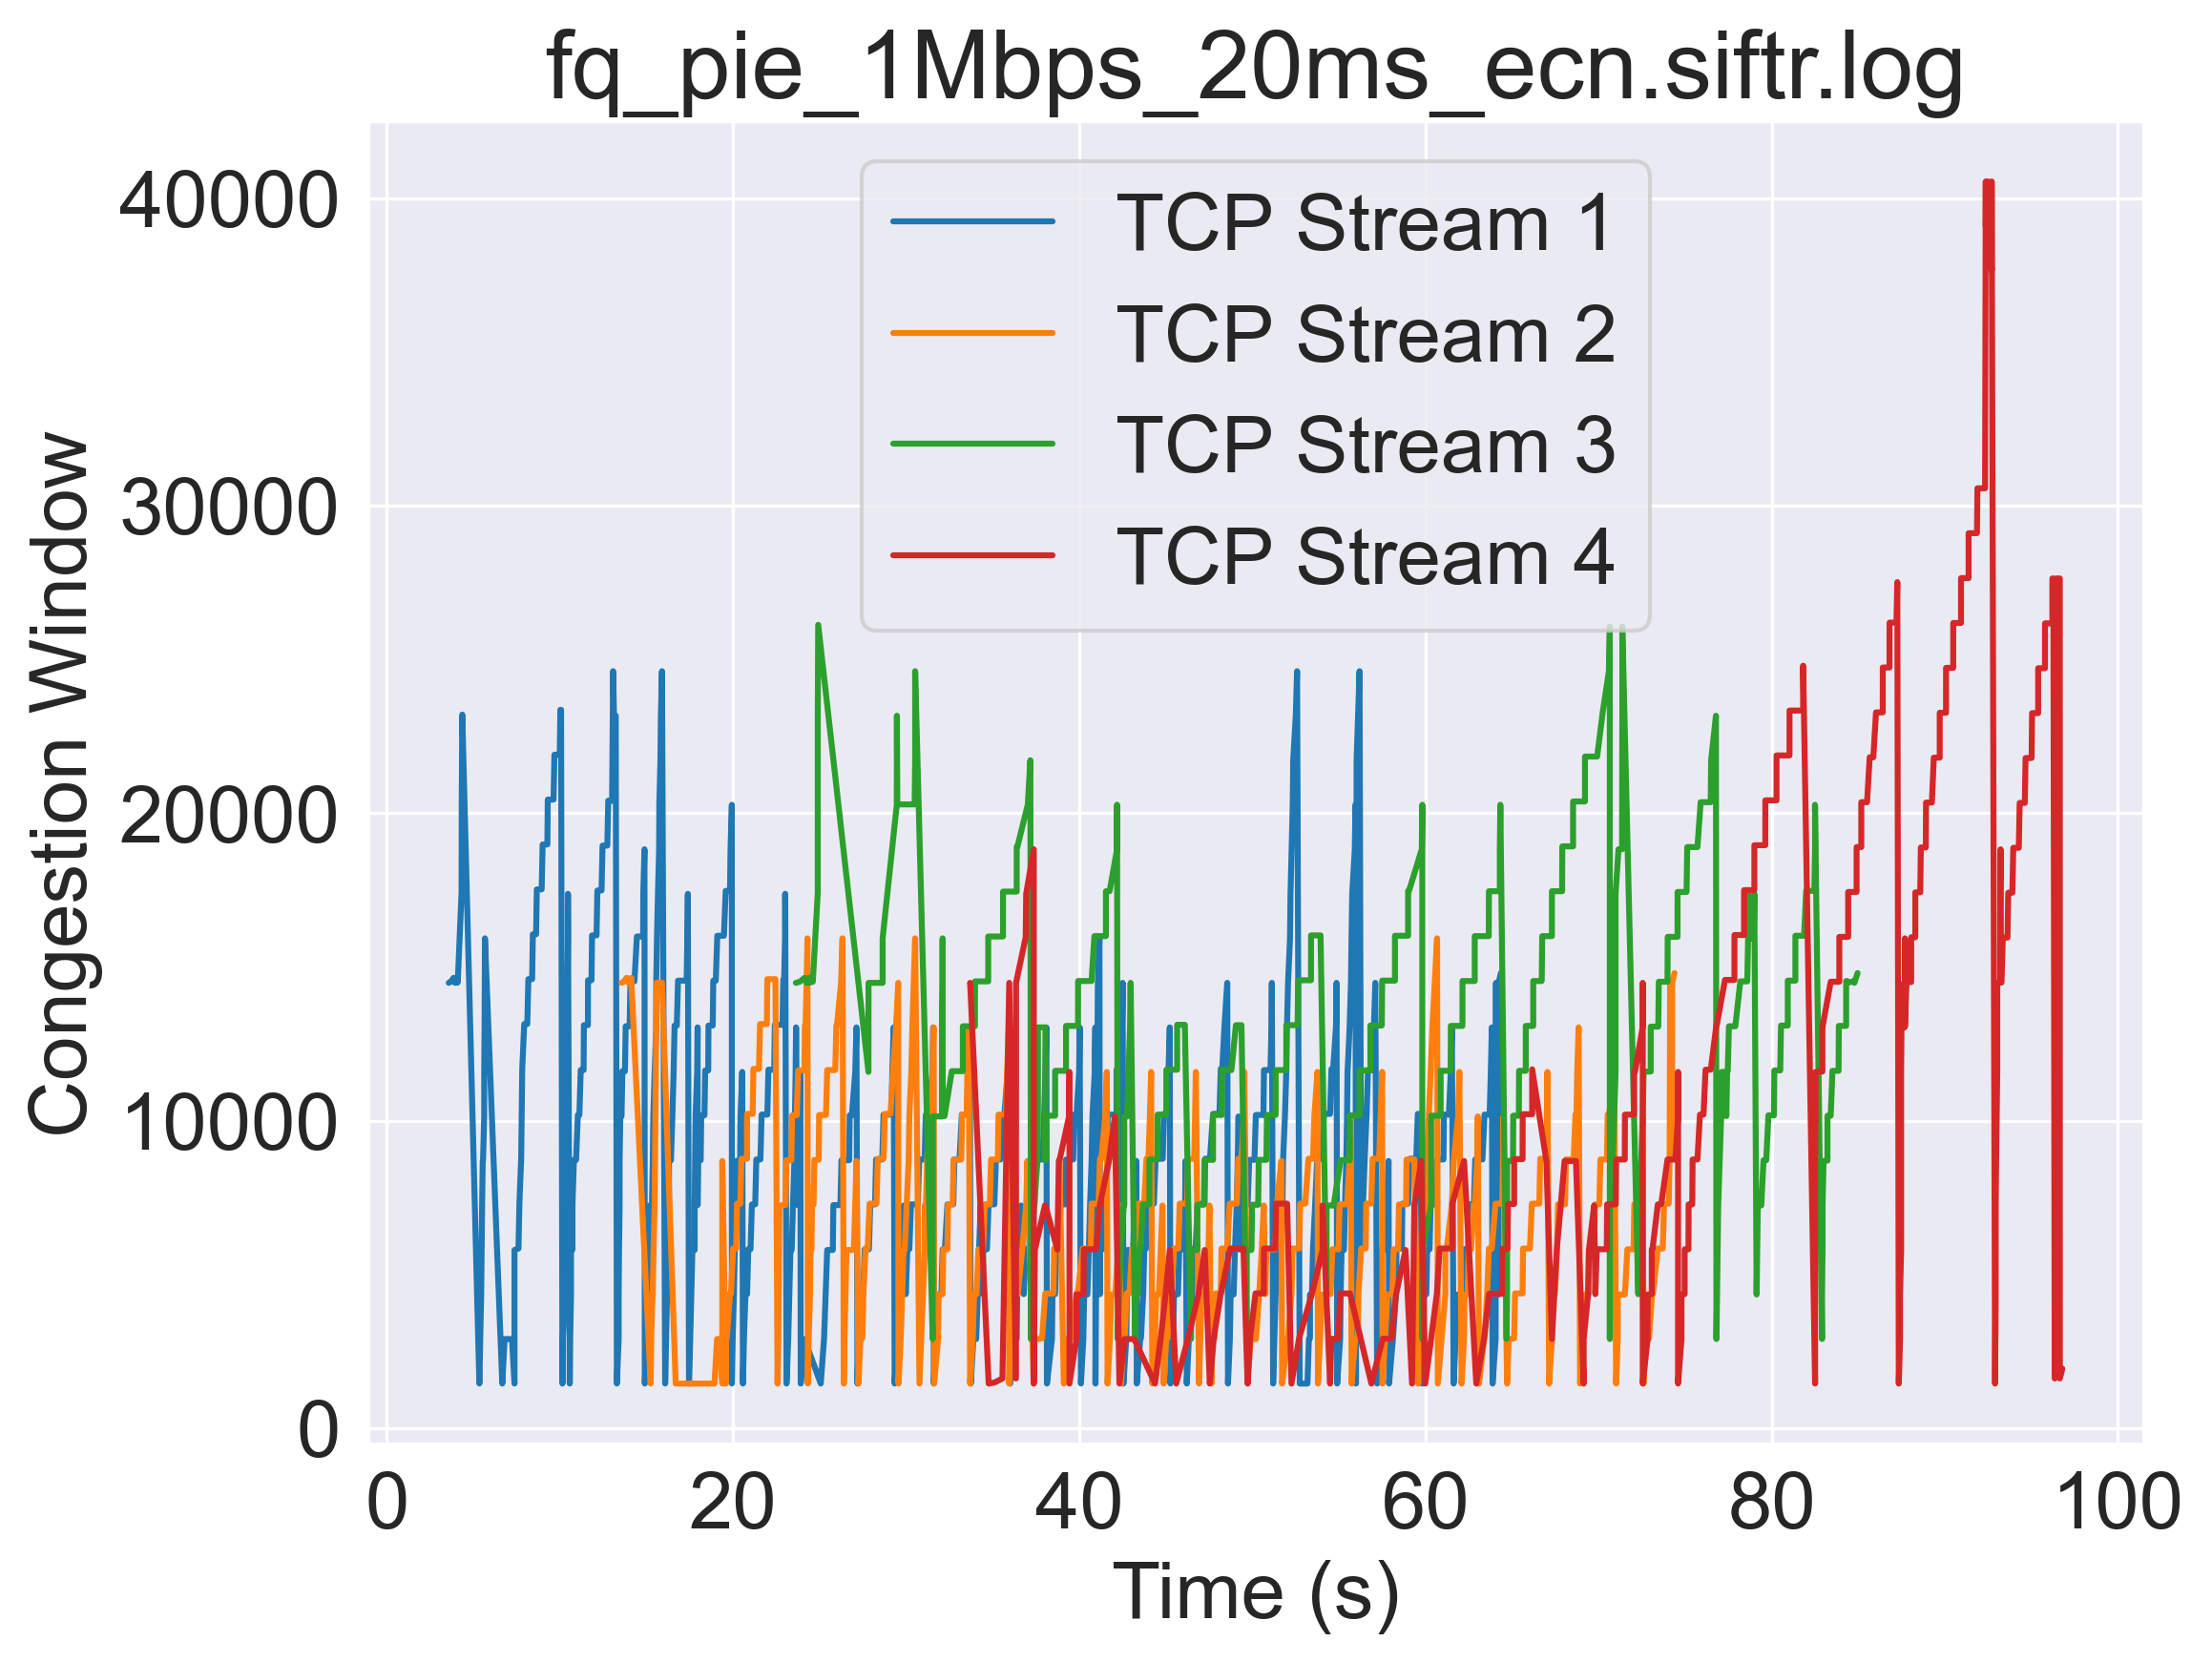 fq_pie_1Mbps_20ms_ecn.siftr.log
40000
30000
20000
10000
0
Congestion Window
TCP Stream 1
TCP Stream 2
TCP Stream 3
TCP Stream 4
0 20 40 60 80 100
Time (s)